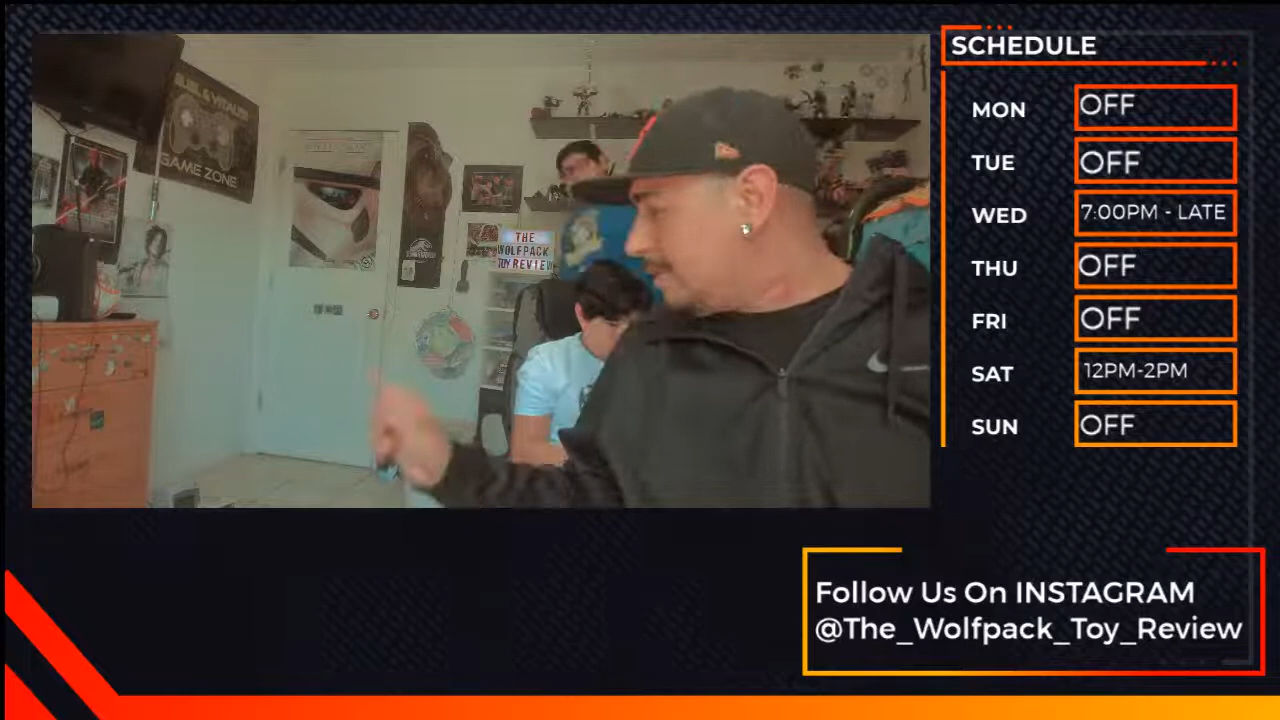 SCHEDULE
MON OFF
TUE OFF
WED 7:00PM - LATE
THU OFF
FRI OFF
SAT 12PM-2PM
SUN OFF
GAME ZONE
THE
WOLFPACK
TOY REVIEW
Follow Us On INSTAGRAM
@The_Wolfpack_Toy_Review